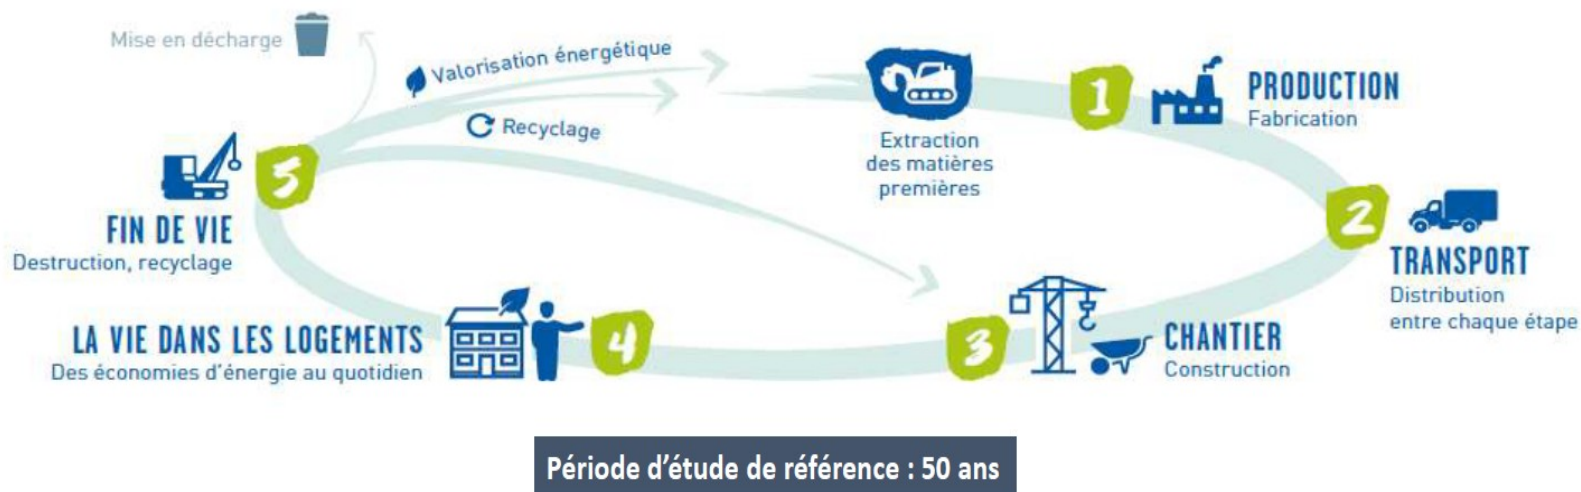 Mise en décharge
Valorisation énergétique
Recyclage
Extraction
des matières
premières
1
PRODUCTION
Fabrication
2
TRANSPORT
Distribution
entre chaque étape
3
CHANTIER
Construction
4
LA VIE DANS LES LOGEMENTS
Des économies d'énergie au quotidien
5
FIN DE VIE
Destruction, recyclage
Période d'étude de référence : 50 ans